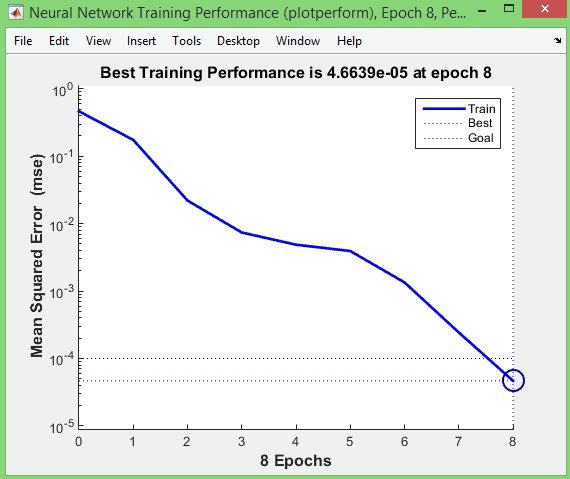 Neural Network Training Performance (plotperform), Epoch 8, Pe...
File Edit View Insert Tools Desktop Window Help
Best Training Performance is 4.6639e-05 at epoch 8
Train
Best
Goal
10^0
10^-1
10^-2
10^-3
10^-4
10^-5
Mean Squared Error (mse)
0 1 2 3 4 5 6 7 8
8 Epochs